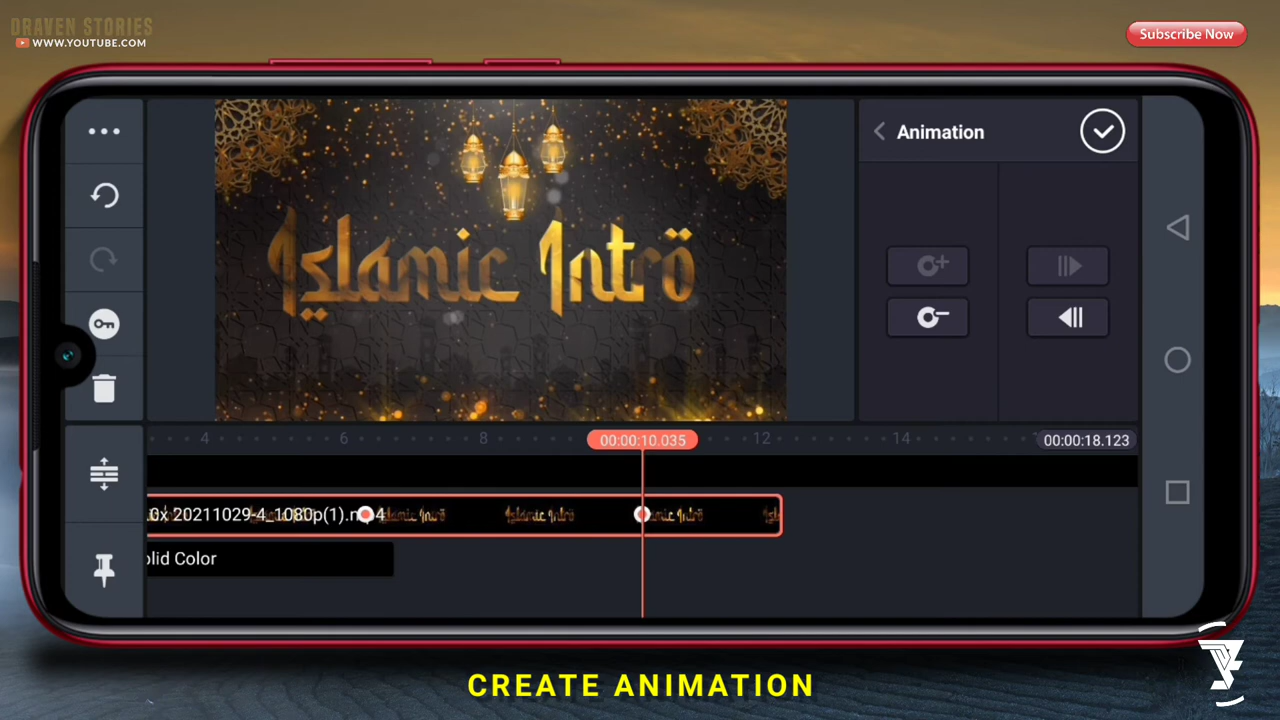 DRAVEN STORIES
WWW.YOUTUBE.COM
Subscribe Now
Animation
Islamic Intro
4
6
8
00:00:10.035
12
14
00:00:18.123
0x 20211029-4_1080p(1).mp4
olid Color
CREATE ANIMATION